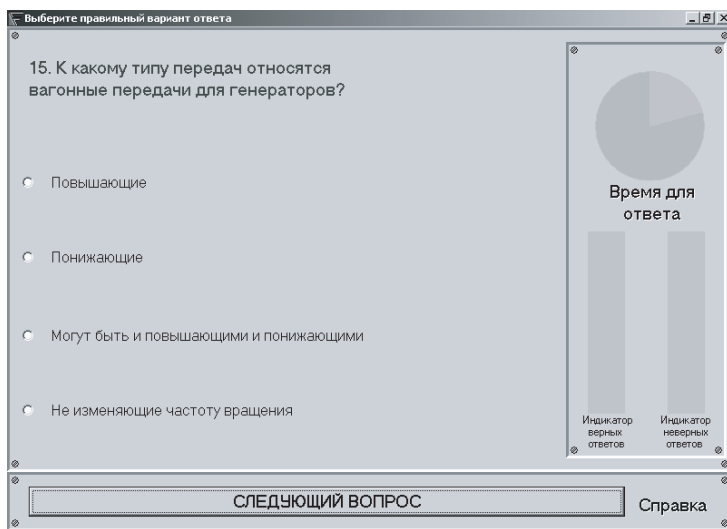 Выберите правильный вариант ответа
15. К какому типу передач относятся
вагонные передачи для генераторов?
Повышающие
Понижающие
Могут быть и повышающими и понижающими
Не изменяющие частоту вращения
Время для
ответа
Индикатор
верных
ответов
Индикатор
неверных
ответов
СЛЕДУЮЩИЙ ВОПРОС
Справка